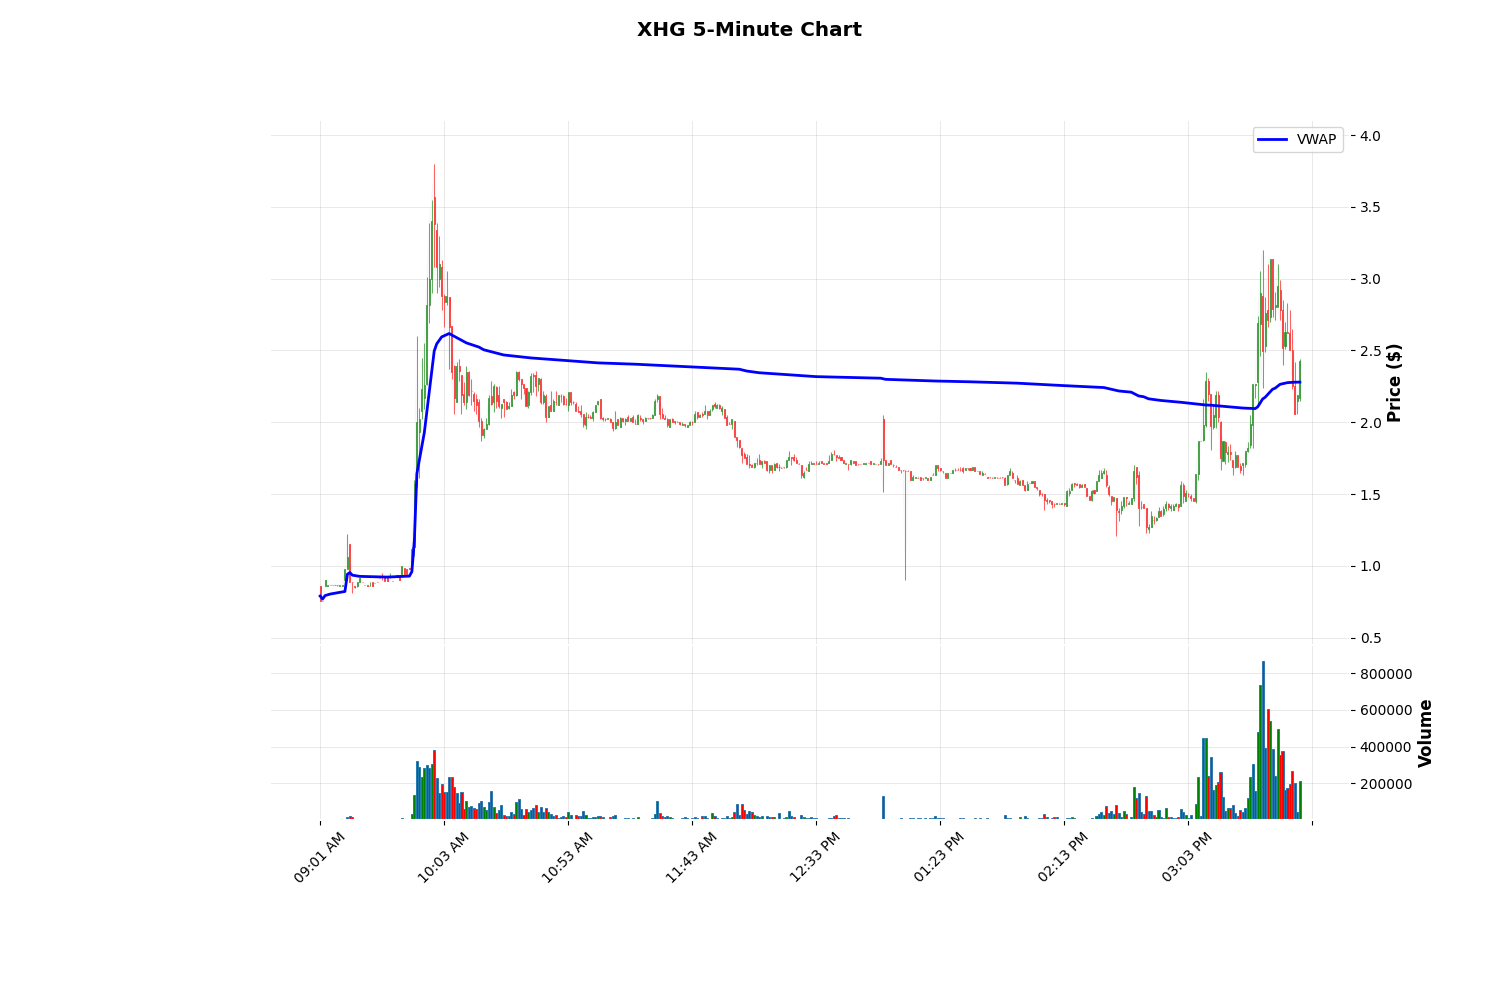 XHG 5-Minute Chart
VWAP
4.0
3.5
3.0
2.5
2.0
1.5
1.0
0.5
Price ($)
800000
600000
400000
200000
Volume
09:01 AM
10:03 AM
10:53 AM
11:43 AM
12:33 PM
01:23 PM
02:13 PM
03:03 PM